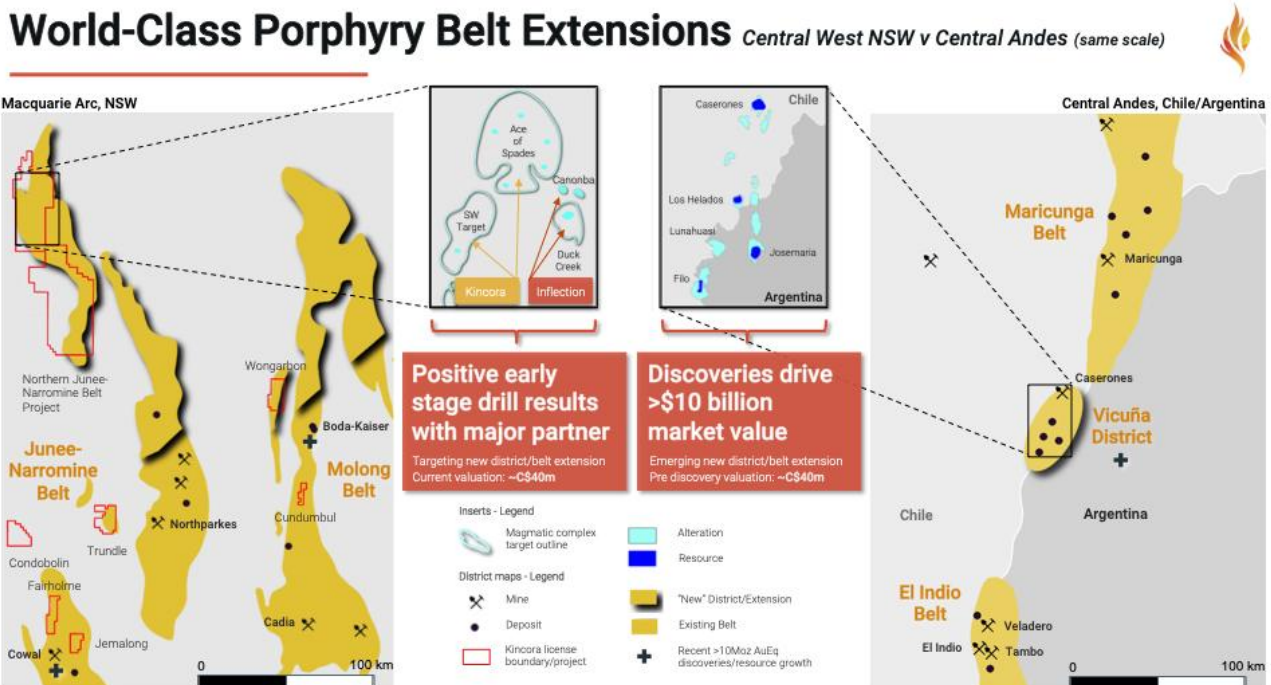 World-Class Porphyry Belt Extensions Central West NSW v Central Andes (same scale)
Macquarie Arc, NSW
Northern Junee-
Narromine Belt
Project
Junee-
Narromine
Belt
Condobolin
Trundle
Fairholme
Jemalong
Cowal
Northparkes
Wongarbon
Boda-Kaiser
Molong
Belt
Cundumbul
Cadia
0
100 km
Ace
of
Spades
Canonba
SW
Target
Duck
Creek
Kincora
Inflection
Caserones
Chile
Los Helados
Lunahuasi
Josemaria
Filo
Argentina
Positive early
stage drill results
with major partner
Targeting new district/belt extension
Current valuation: ~C$40m
Discoveries drive
>$10 billion
market value
Emerging new district/belt extension
Pre discovery valuation: ~C$40m
Inserts - Legend
Magmatic complex
target outline
Alteration
Resource
District maps - Legend
Mine
Deposit
Kincora license
boundary/project
"New" District/Extension
Existing Belt
Recent >10Moz AuEq
discoveries/resource growth
Central Andes, Chile/Argentina
Maricunga
Belt
Maricunga
Caserones
Vicuña
District
Chile
Argentina
El Indio
Belt
Veladero
El Indio
Tambo
0
100 km